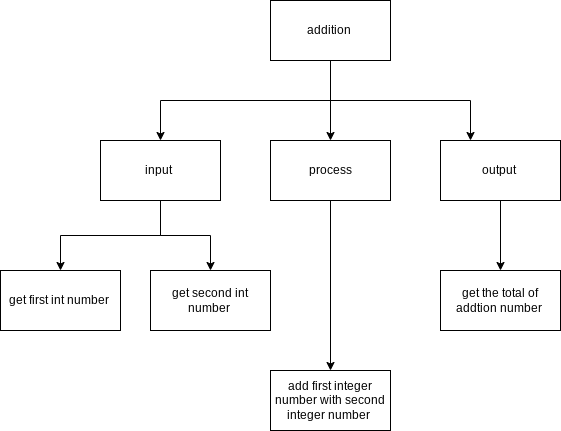 addition
input
process
output
get first int number
get second int
number
get the total of
addtion number
add first integer
number with second
integer number